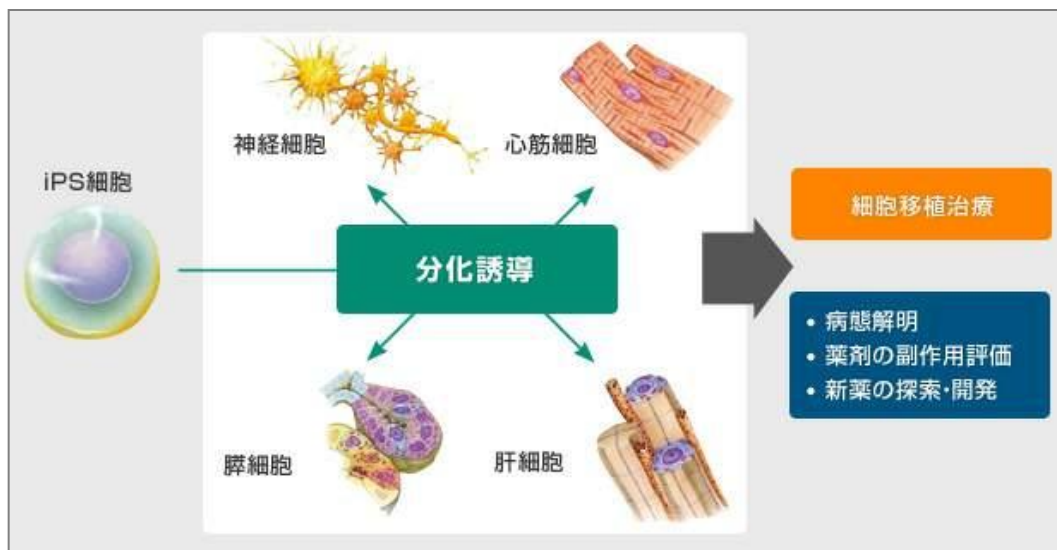 iPS細胞
神経細胞
心筋細胞
分化誘導
膵細胞
肝細胞
細胞移植治療
• 病態解明
• 薬剤の副作用評価
• 新薬の探索・開発